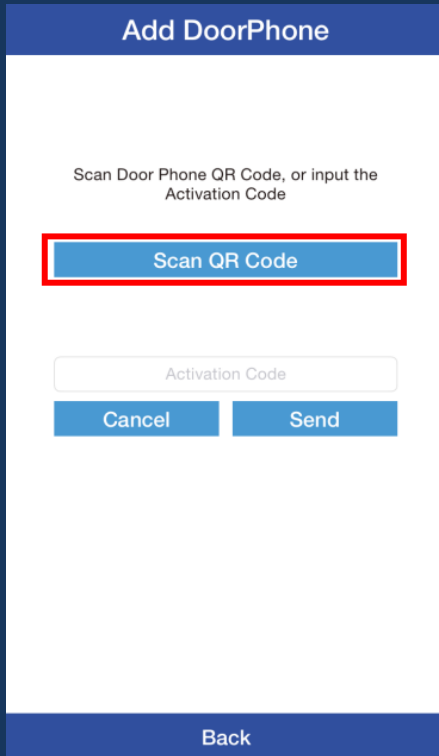 Add DoorPhone
Scan Door Phone QR Code, or input the
Activation Code
Scan QR Code
Activation Code
Cancel Send
Back